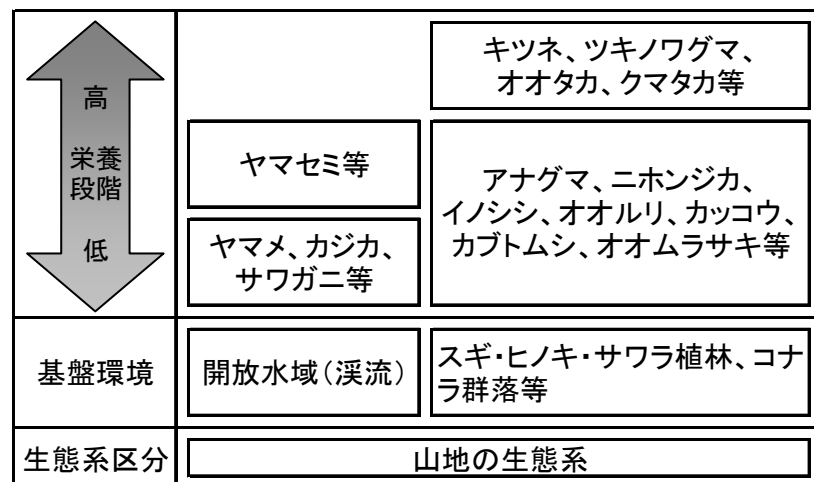 高
栄養
段階
低
キツネ、ツキノワグマ、
オオタカ、クマタカ等
ヤマセミ等
アナグマ、ニホンジカ、
イノシシ、オオルリ、カッコウ、
カブトムシ、オオムラサキ等
ヤマメ、カジカ、
サワガニ等
基盤環境
開放水域（渓流）
スギ・ヒノキ・サワラ植林、コナ
ラ群落等
生態系区分
山地の生態系